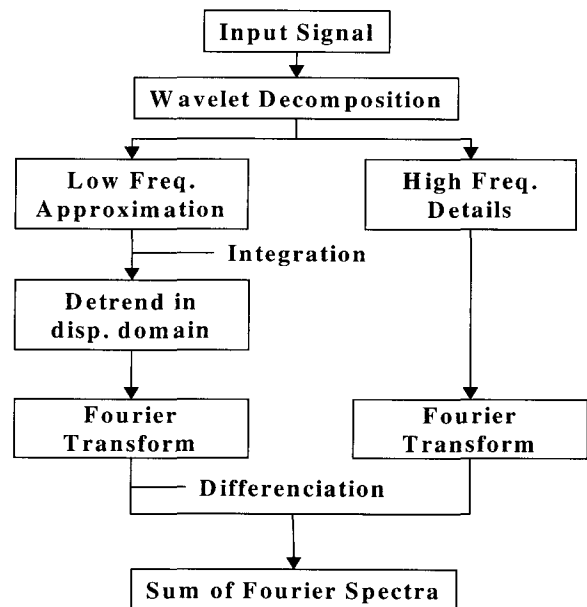 Input Signal
Wavelet Decomposition
Low Freq.
Approximation
High Freq.
Details
Integration
Detrend in
disp. domain
Fourier
Transform
Fourier
Transform
Differenciation
Sum of Fourier Spectra